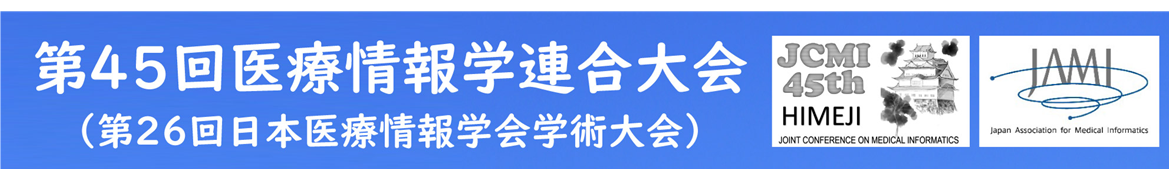 第45回医療情報学連合大会
（第26回日本医療情報学会学術大会）
JCMI
45th
HIMEJI
JOINT CONFERENCE ON MEDICAL INFORMATICS
JAMI
Japan Association for Medical Informatics